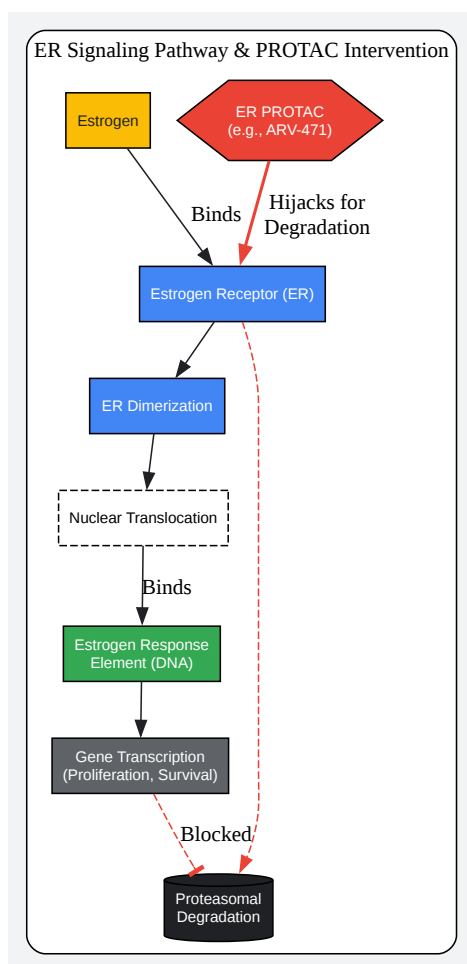 ER Signaling Pathway & PROTAC Intervention
Estrogen
ER PROTAC
(e.g., ARV-471)
Binds
Hijacks for
Degradation
Estrogen Receptor (ER)
ER Dimerization
Nuclear Translocation
Binds
Estrogen Response
Element (DNA)
Gene Transcription
(Proliferation, Survival)
Blocked
Proteasomal
Degradation